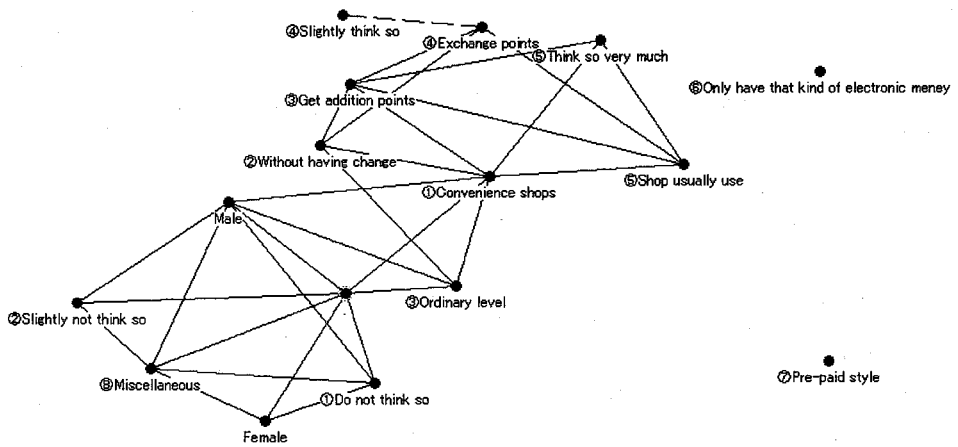 ④Slightly think so
④Exchange points
⑤Think so very much
⑥Only have that kind of electronic meney
③Get addition points
②Without having change
①Convenience shops
⑤Shop usually use
Male
③Ordinary level
②Slightly not think so
⑧Miscellaneous
①Do not think so
⑦Pre-paid style
Female